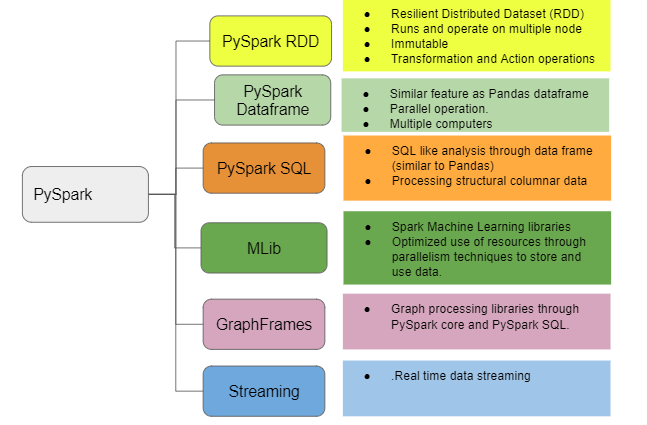 PySpark
PySpark RDD
● Resilient Distributed Dataset (RDD)
● Runs and operate on multiple node
● Immutable
● Transformation and Action operations
PySpark
Dataframe
● Similar feature as Pandas dataframe
● Parallel operation.
● Multiple computers
PySpark SQL
● SQL like analysis through data frame
(similar to Pandas)
● Processing structural columnar data
MLib
● Spark Machine Learning libraries
● Optimized use of resources through
parallelism techniques to store and
use data.
GraphFrames
● Graph processing libraries through
PySpark core and PySpark SQL.
Streaming
● .Real time data streaming